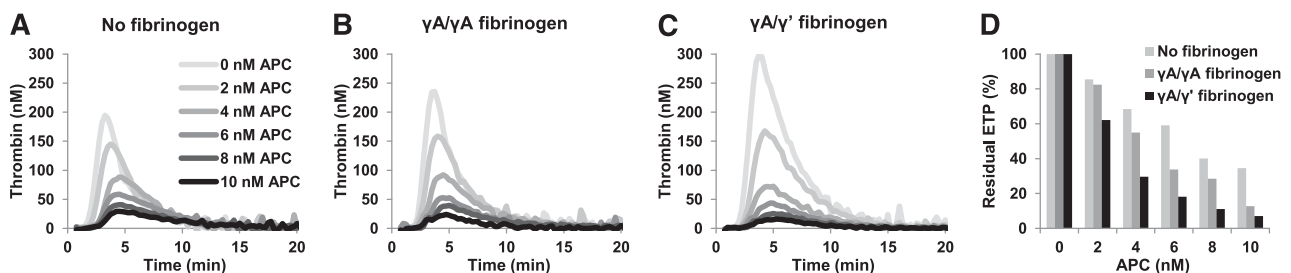 A
No fibrinogen
Thrombin (nM)
300
250
200
150
100
50
0
0 5 10 15 20
Time (min)
0 nM APC
2 nM APC
4 nM APC
6 nM APC
8 nM APC
10 nM APC
B
γA/γA fibrinogen
Thrombin (nM)
300
250
200
150
100
50
0
0 5 10 15 20
Time (min)
C
γA/γ’ fibrinogen
Thrombin (nM)
300
250
200
150
100
50
0
0 5 10 15 20
Time (min)
D
Residual ETP (%)
100
80
60
40
20
0
0 2 4 6 8 10
APC (nM)
No fibrinogen
γA/γA fibrinogen
γA/γ' fibrinogen